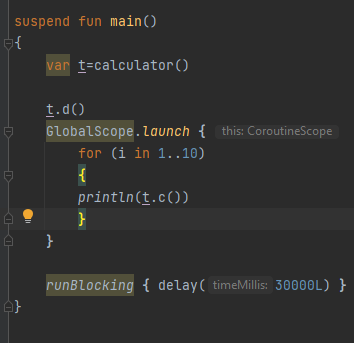 suspend fun main()
{
var t=calculator()
t.d()
GlobalScope.launch { this: CoroutineScope
for (i in 1..10)
{
println(t.c())
}
}
runBlocking { delay( timeMillis: 30000L) }
}